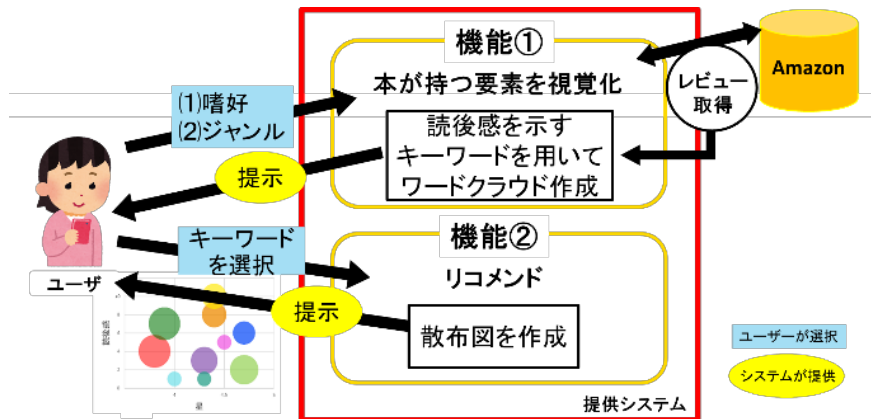 機能①
本が持つ要素を視覚化
読後感を示す
キーワードを用いて
ワードクラウド作成
Amazon
レビュー
取得
⑴嗜好
⑵ジャンル
提示
ユーザ
キーワード
を選択
機能②
リコメンド
散布図を作成
提示
提供システム
ユーザーが選択
システムが提供